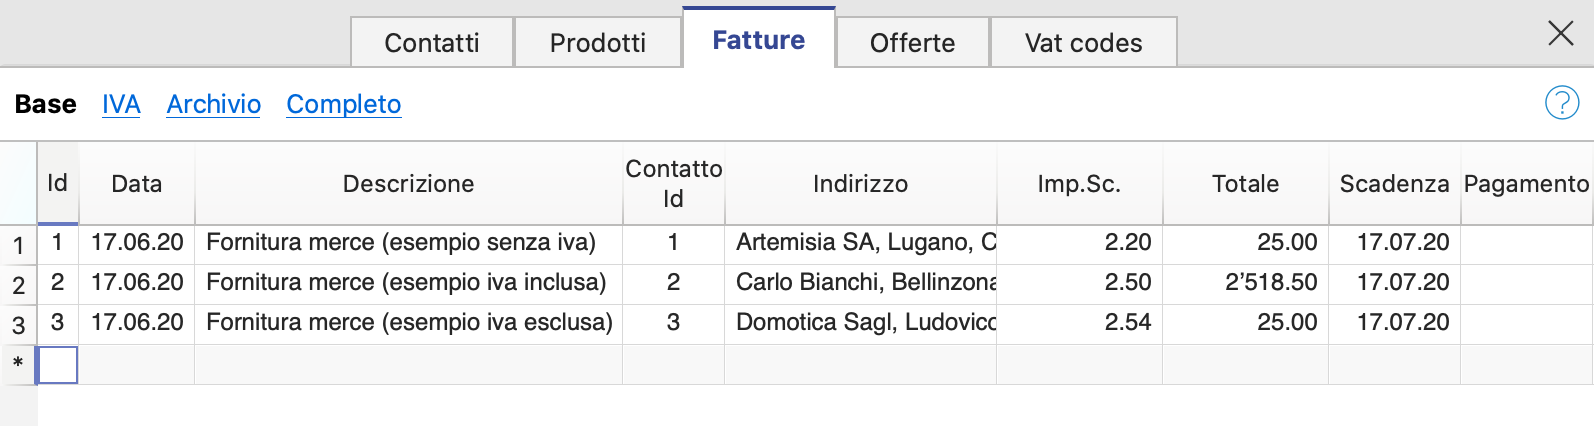 Contatti Prodotti Fatture Offerte Vat codes
Base IVA Archivio Completo ?
Id Data Descrizione Contatto Id Indirizzo Imp.Sc. Totale Scadenza Pagamento
1 1 17.06.20 Fornitura merce (esempio senza iva) 1 Artemisia SA, Lugano, C 2.20 25.00 17.07.20
2 2 17.06.20 Fornitura merce (esempio iva inclusa) 2 Carlo Bianchi, Bellinzona 2.50 2’518.50 17.07.20
3 3 17.06.20 Fornitura merce (esempio iva esclusa) 3 Domotica Sagl, Ludovico 2.54 25.00 17.07.20
*